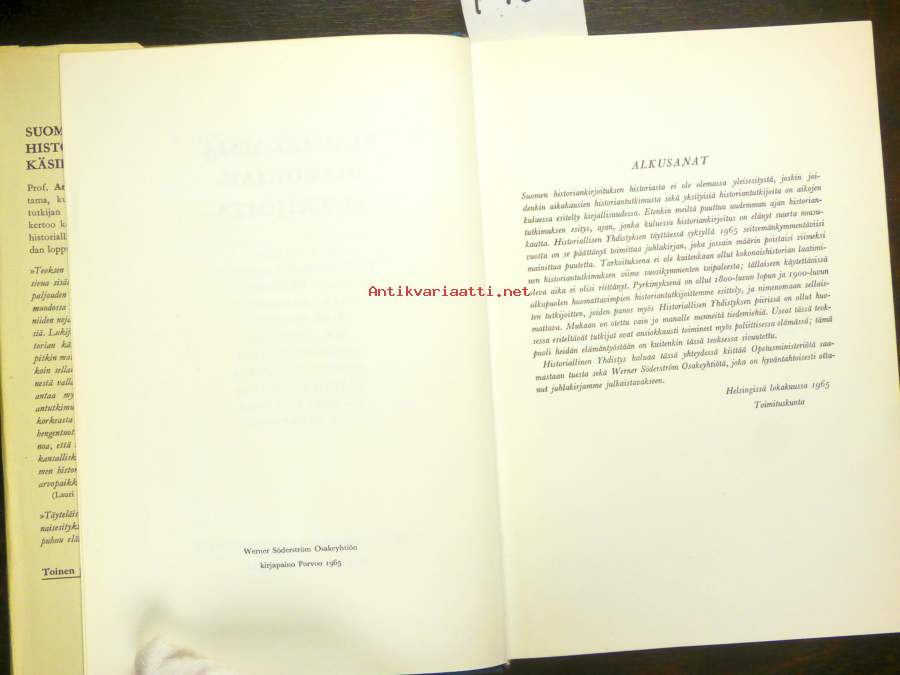 SUOM
HISTO
KÄSI
Prof.
tama, ku
tutkijan
kertoo k
historiall
dan lopp
»Teoksen
sivua sisä
paljouden
muodossa
niiden noj
siä. Lukij
torian kä
pitkin mat
koin sellai
nestä valla
antaa my
antutkimu
korkeasta
hengentuot
noa, että
kansallisk
men histor
arvopaikk
(Lauri
»Täyteläis
naisesityk
puhuu elä
Toinen
Werner Söderström Osakeyhtiön
kirjapaino Porvoo 1965
ALKUSANAT
Suomen historiankirjoituksen historiasta ei ole olemassa yleisesitystä, joskin joi-
denkin aikakausien historiantutkimusta sekä yksityisiä historiantutkijoita on aikojen
kuluessa esitelty kirjallisuudessa. Etenkin meiltä puuttuu uudemman ajan historian-
tutkimuksen esitys, ajan, jonka kuluessa historiankirjoitus on elänyt suurta nousu-
kautta. Historiallisen Yhdistyksen täyttäessä syksyllä 1965 seitsemänkymmentäviisi
vuotta on se päättänyt toimittaa juhlakirjan, joka jossain määrin poistaisi viimeksi
mainittua puutetta. Tarkoituksena ei ole kuitenkaan ollut kokonaishistorian laatimi-
nen historiantutkimuksen viime vuosikymmenten taipaleesta; tällaiseen käytettävissä
oleva aika ei olisi riittänyt. Pyrkimyksenä on ollut 1800-luvun lopun ja 1900-luvun
alkupuolen huomattavimpien historiantutkijoittemme esittely, ja nimenomaan sellais-
ten tutkijoitten, joiden panos myös Historiallisen Yhdistyksen piirissä on ollut huo-
mattava. Mukaan on otettu vain jo manalle menneitä tiedemiehiä. Useat tässä teok-
sessa esiteltävät tutkijat ovat ansiokkaasti toimineet myös poliittisessa elämässä; tämä
puoli heidän elämäntyöstään on kuitenkin tässä teoksessa sivuutettu.
Historiallinen Yhdistys haluaa tässä yhteydessä kiittää Opetusministeriötä saa-
mastaan tuesta sekä Werner Söderström Osakeyhtiötä, joka on hyväntahtoisesti otta-
nut juhlakirjamme julkaistavakseen.
Helsingissä lokakuussa 1965
Toimituskunta
Antikvariaatti.net